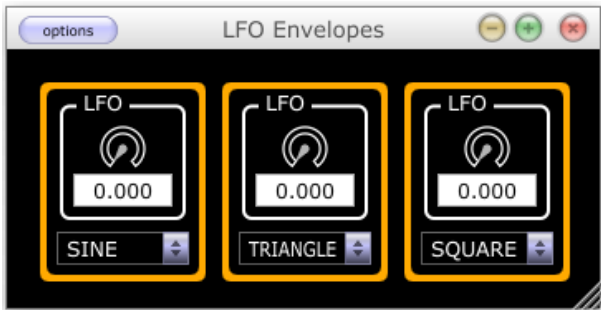 options LFO Envelopes
LFO LFO LFO
0.000 0.000 0.000
SINE TRIANGLE SQUARE